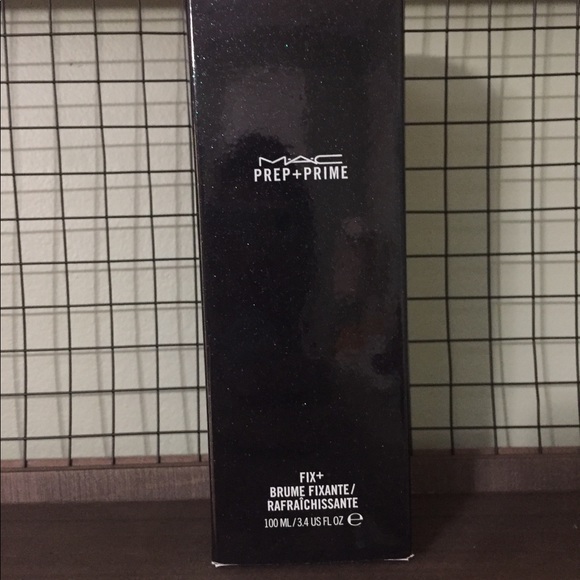 M·A·C
PREP+PRIME
FIX+
BRUME FIXANTE/
RAFRAÎCHISSANTE
100 ML/3.4 US FL OZ ℮